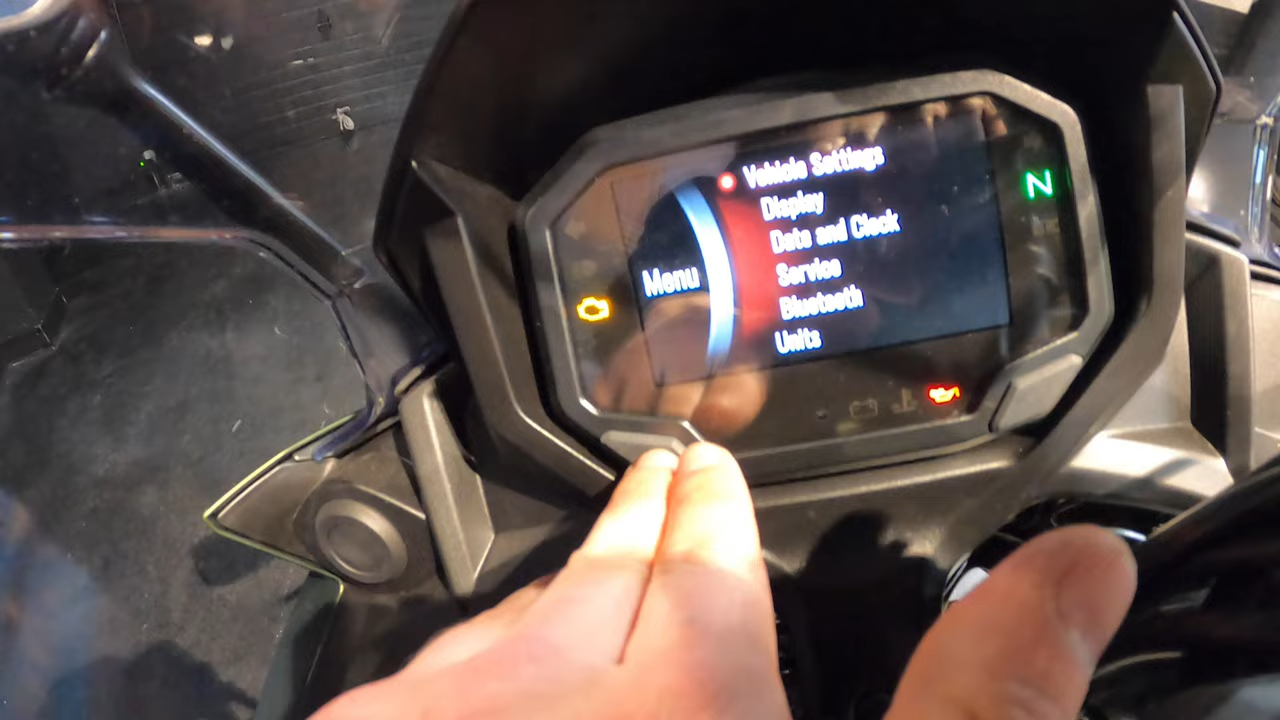 Vehicle Settings
Display
Date and Clock
Menu
Service
Bluetooth
Units
N